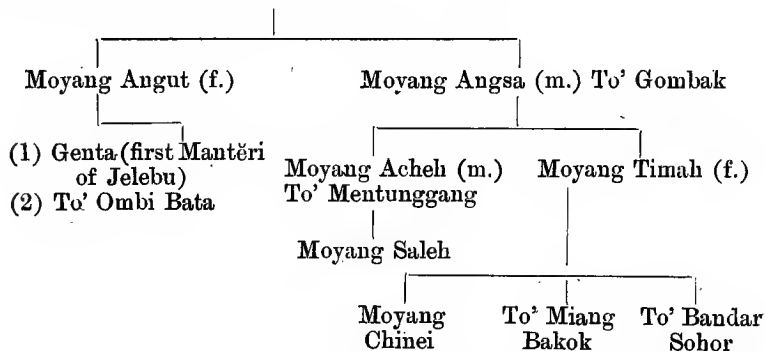 Moyang Angut (f.)
Moyang Angsa (m.) To' Gombak
(1) Genta (first Mantĕri
of Jelebu)
(2) To' Ombi Bata
Moyang Acheh (m.)
To' Mentunggang
Moyang Timah (f.)
Moyang Saleh
Moyang
Chinei
To' Miang
Bakok
To' Bandar
Sohor